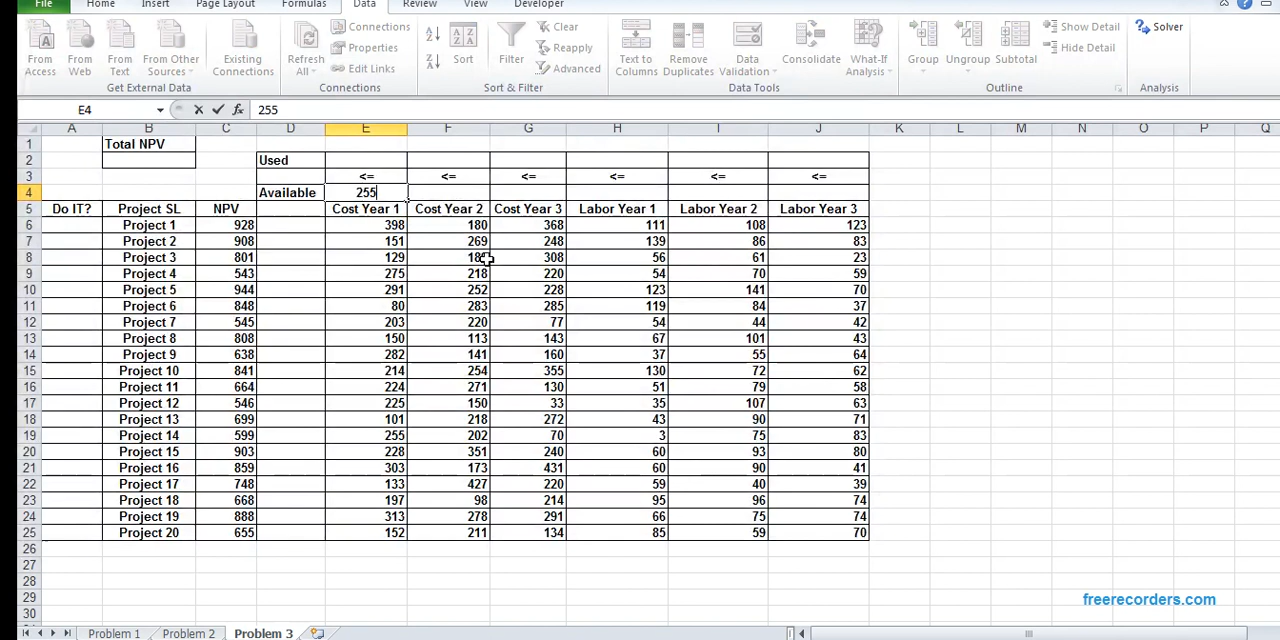 File Home Insert Page Layout Formulas Data Review View Developer
From Access From Web From Text From Other Sources Existing Connections Refresh All Connections Properties Edit Links Sort Filter Clear Reapply Advanced Text to Columns Remove Duplicates Data Validation Consolidate What-If Analysis Group Ungroup Subtotal Show Detail Hide Detail Solver
Get External Data Connections Sort & Filter Data Tools Outline Analysis
E4 fx 255
A B C D E F G H I J K L M N O P Q
1 Total NPV
2 Used
3 <= <= <= <= <= <=
4 Available 255
5 Do IT? Project SL NPV Cost Year 1 Cost Year 2 Cost Year 3 Labor Year 1 Labor Year 2 Labor Year 3
6 Project 1 928 398 180 368 111 108 123
7 Project 2 908 151 269 248 139 86 83
8 Project 3 801 129 308 56 61 23
9 Project 4 543 275 218 220 54 70 59
10 Project 5 944 291 252 228 123 141 70
11 Project 6 848 80 283 285 119 84 37
12 Project 7 545 203 220 77 54 44 42
13 Project 8 808 150 113 143 67 101 43
14 Project 9 638 282 141 160 37 55 64
15 Project 10 841 214 254 355 130 72 62
16 Project 11 664 224 271 130 51 79 58
17 Project 12 546 225 150 33 35 107 63
18 Project 13 699 101 218 272 43 90 71
19 Project 14 599 255 202 70 3 75 83
20 Project 15 903 228 351 240 60 93 80
21 Project 16 859 303 173 431 60 90 41
22 Project 17 748 133 427 220 59 40 39
23 Project 18 668 197 98 214 95 96 74
24 Project 19 888 313 278 291 66 75 74
25 Project 20 655 152 211 134 85 59 70
26
27
28
29
30
freerecorders.com
Problem 1 Problem 2 Problem 3